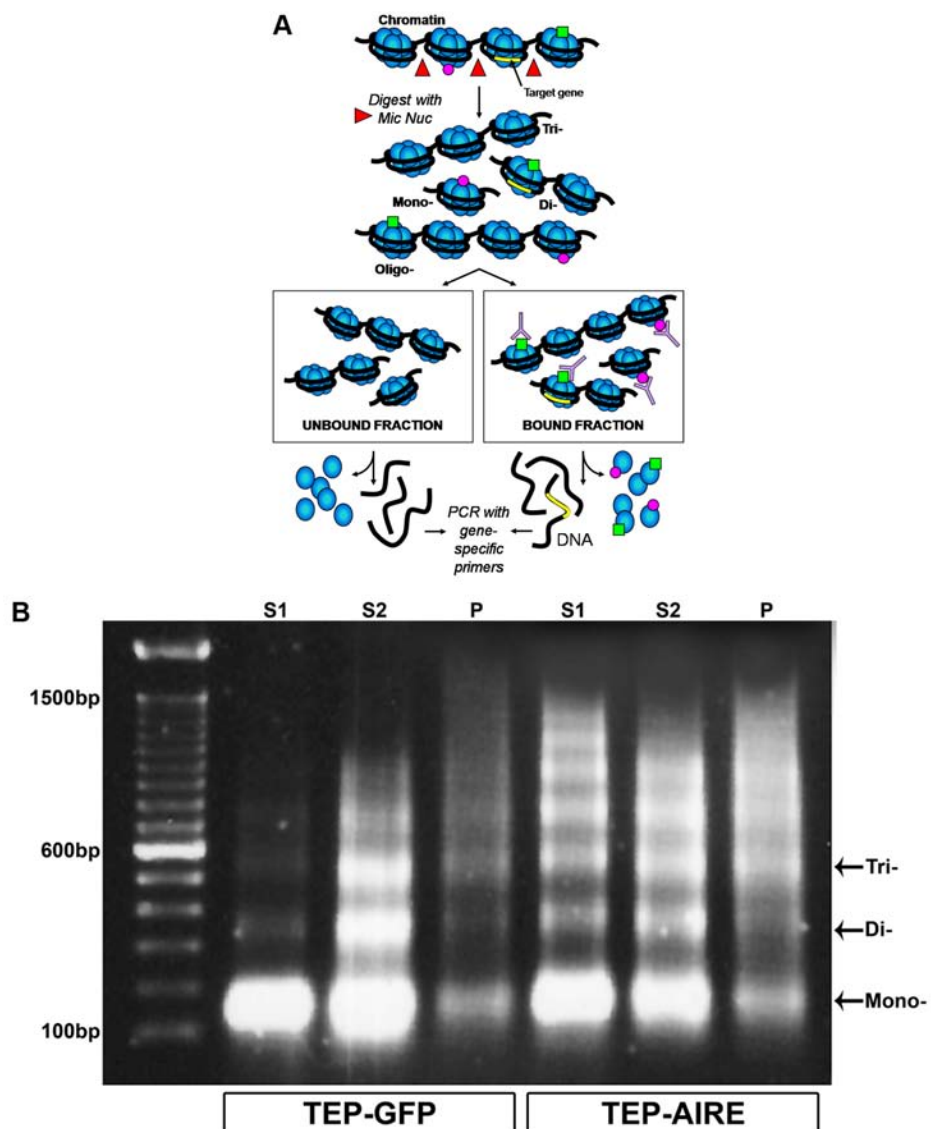 A
Chromatin
Target gene
Digest with
Mic Nuc
Tri-
Mono-
Di-
Oligo-
UNBOUND FRACTION
BOUND FRACTION
PCR with
gene-
specific
primers
DNA
B
S1 S2 P S1 S2 P
1500bp
600bp
Tri-
Di-
Mono-
100bp
TEP-GFP TEP-AIRE